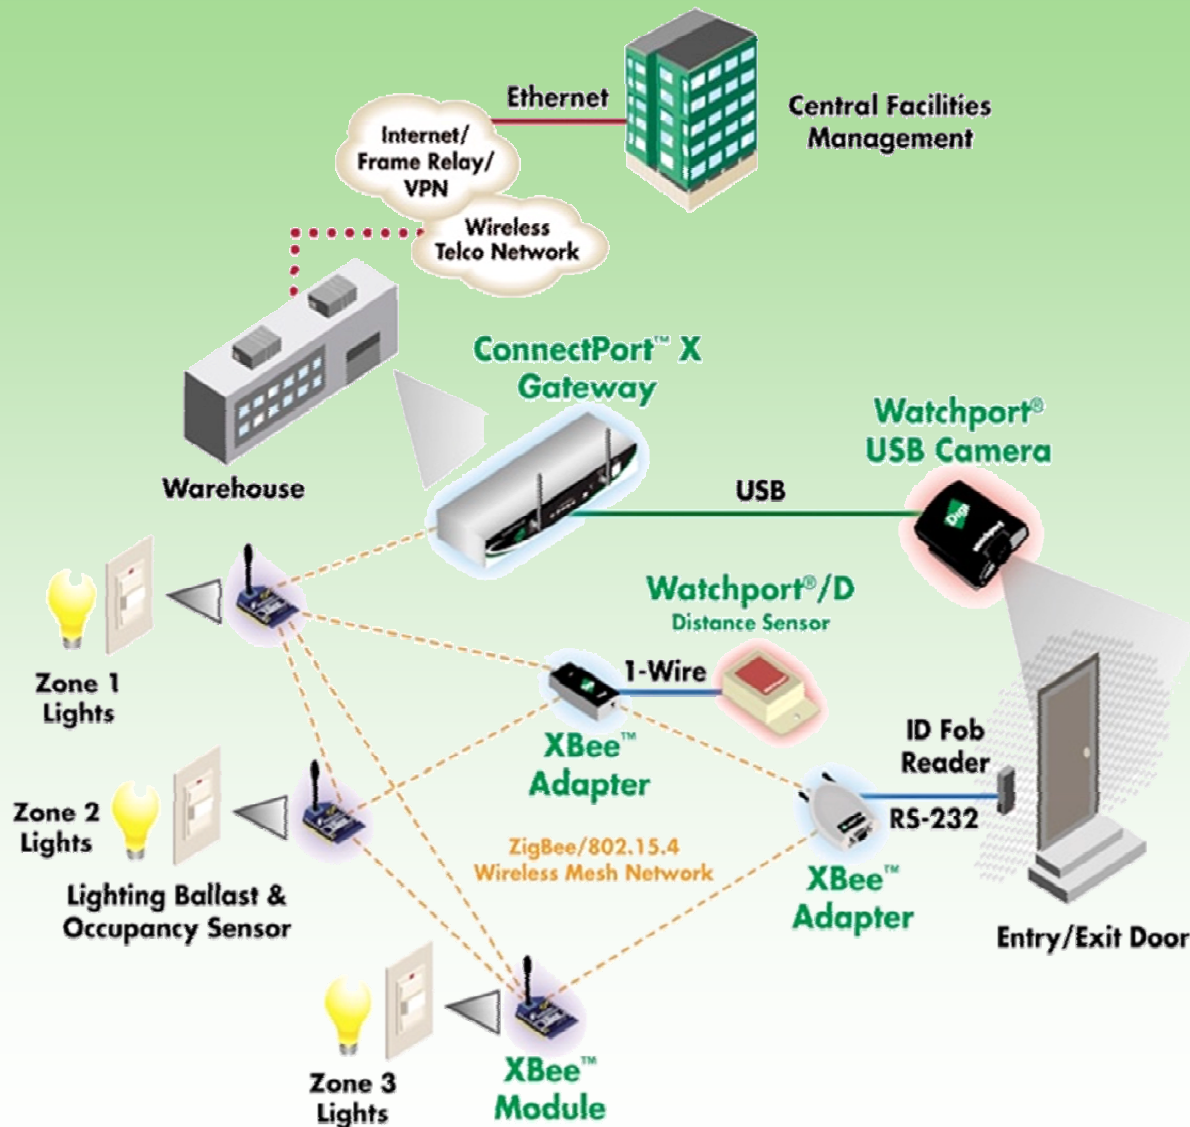 Ethernet
Central Facilities
Management
Internet/
Frame Relay/
VPN
Wireless
Telco Network
ConnectPort™ X
Gateway
Watchport®
USB Camera
Warehouse
USB
Digi
Watchport®/D
Distance Sensor
1-Wire
Zone 1
Lights
XBee™
Adapter
ID Fob
Reader
RS-232
Zone 2
Lights
ZigBee/802.15.4
Wireless Mesh Network
XBee™
Adapter
Lighting Ballast &
Occupancy Sensor
Entry/Exit Door
Zone 3
Lights
XBee™
Module